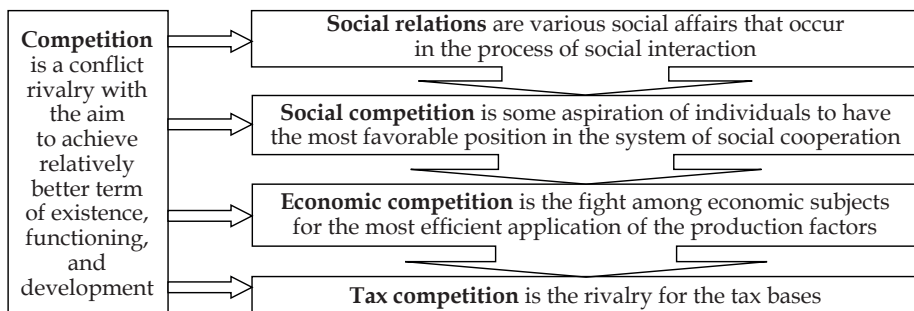 Competition
is a conflict
rivalry with
the aim
to achieve
relatively
better term
of existence,
functioning,
and
development
Social relations are various social affairs that occur
in the process of social interaction
Social competition is some aspiration of individuals to have
the most favorable position in the system of social cooperation
Economic competition is the fight among economic subjects
for the most efficient application of the production factors
Tax competition is the rivalry for the tax bases